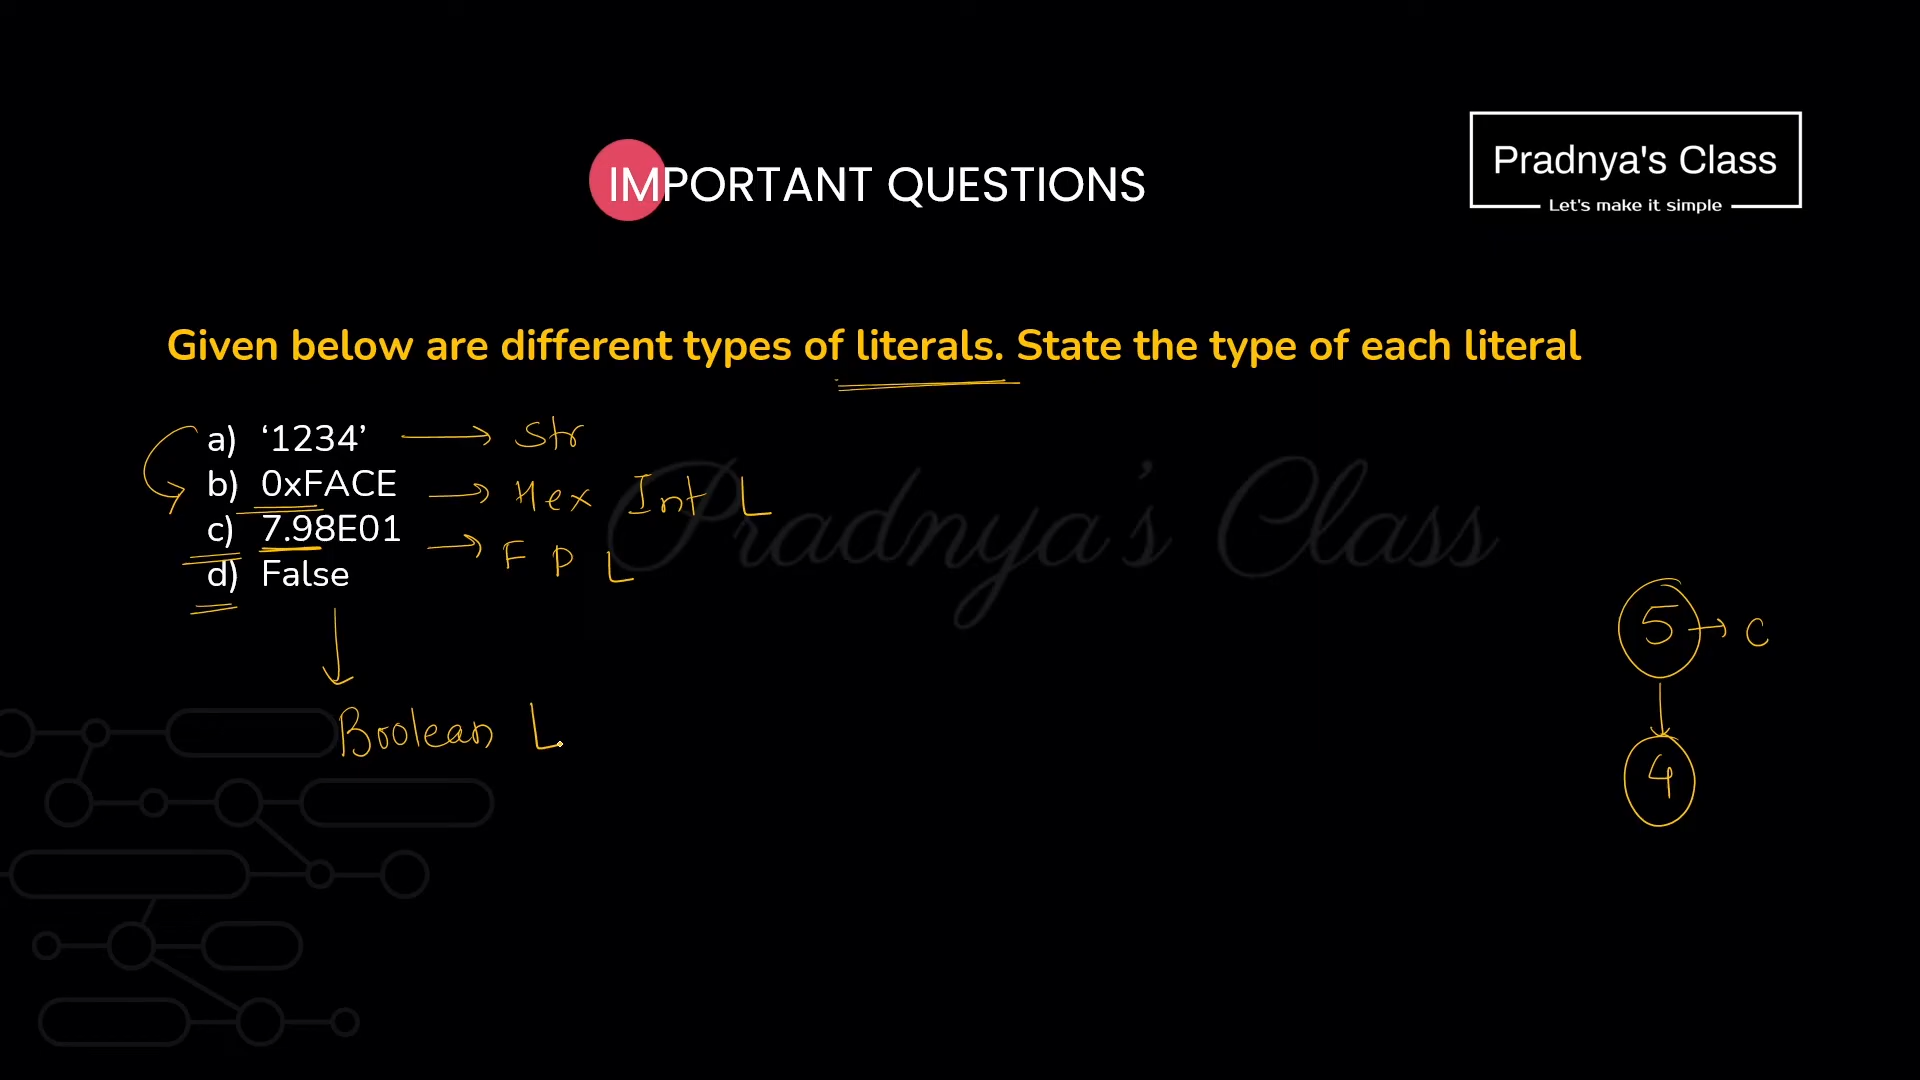 IMPORTANT QUESTIONS
Pradnya's Class
Let's make it simple
Given below are different types of literals. State the type of each literal
a) ‘1234’ → Str
b) 0xFACE → Hex Int L
c) 7.98E01 → F P L
d) False
Boolean L
Pradnya's Class
5 → C
4